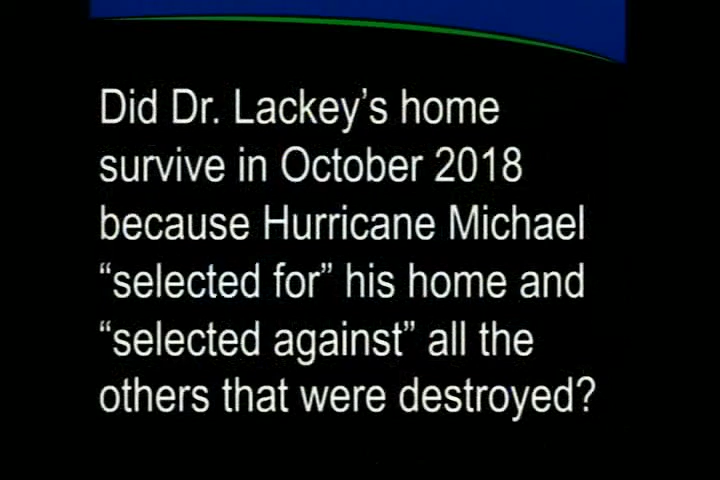 Did Dr. Lackey’s home
survive in October 2018
because Hurricane Michael
“selected for” his home and
“selected against” all the
others that were destroyed?